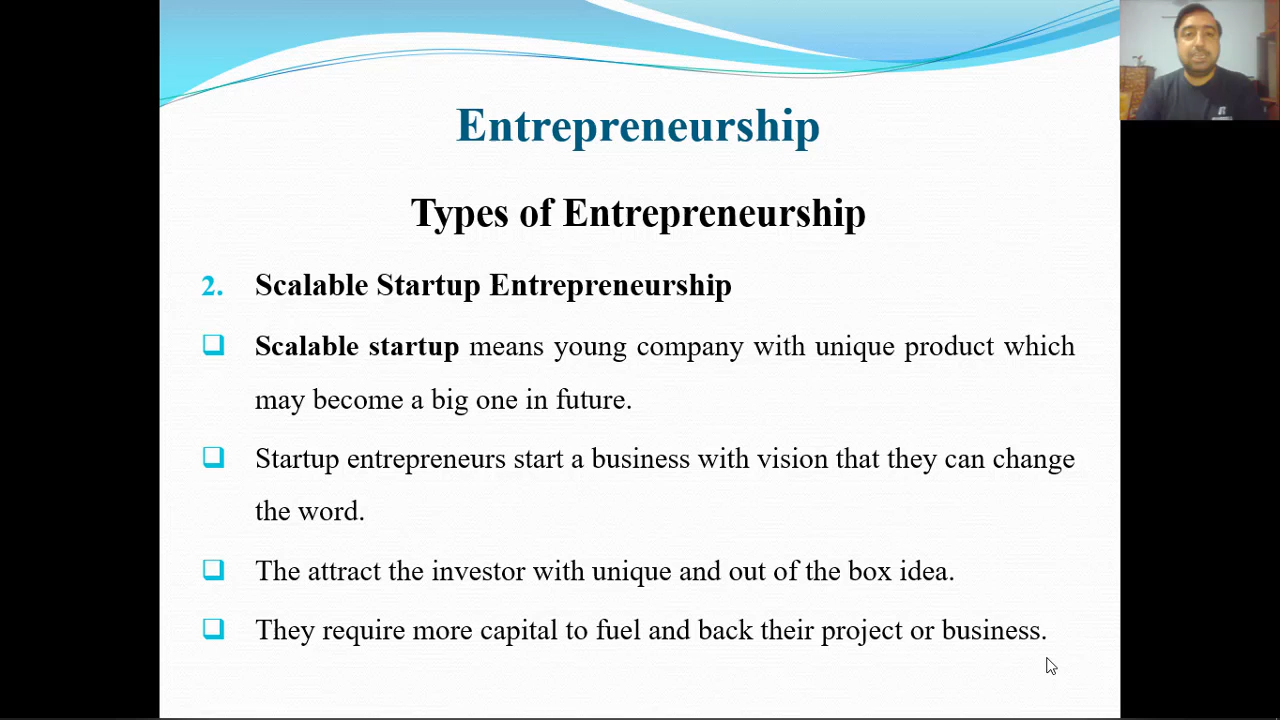 Entrepreneurship
Types of Entrepreneurship
2. Scalable Startup Entrepreneurship
Scalable startup means young company with unique product which
may become a big one in future.
Startup entrepreneurs start a business with vision that they can change
the word.
The attract the investor with unique and out of the box idea.
They require more capital to fuel and back their project or business.